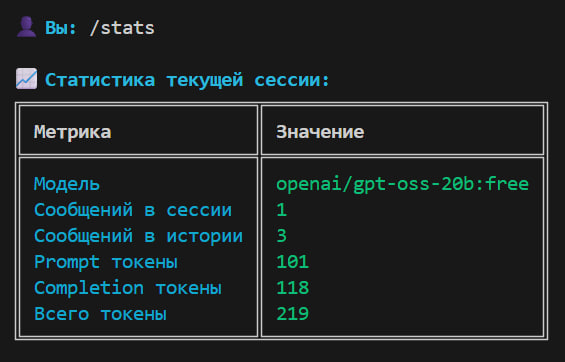 Вы: /stats
Статистика текущей сессии:
Метрика Значение
Модель openai/gpt-oss-20b:free
Сообщений в сессии 1
Сообщений в истории 3
Prompt токены 101
Completion токены 118
Всего токены 219